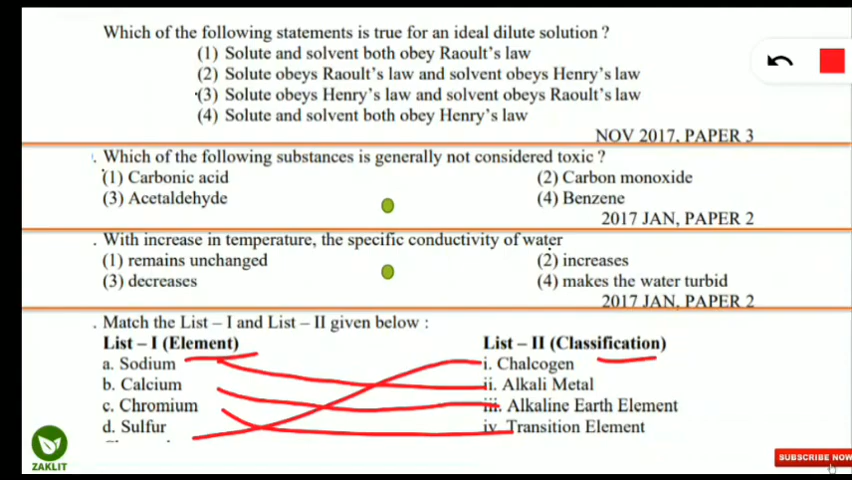 Which of the following statements is true for an ideal dilute solution ?
(1) Solute and solvent both obey Raoult's law
(2) Solute obeys Raoult's law and solvent obeys Henry's law
(3) Solute obeys Henry's law and solvent obeys Raoult's law
(4) Solute and solvent both obey Henry's law
NOV 2017, PAPER 3
. Which of the following substances is generally not considered toxic ?
(1) Carbonic acid (2) Carbon monoxide
(3) Acetaldehyde (4) Benzene
2017 JAN, PAPER 2
. With increase in temperature, the specific conductivity of water
(1) remains unchanged (2) increases
(3) decreases (4) makes the water turbid
2017 JAN, PAPER 2
. Match the List – I and List – II given below :
List – I (Element) List – II (Classification)
a. Sodium i. Chalcogen
b. Calcium ii. Alkali Metal
c. Chromium iii. Alkaline Earth Element
d. Sulfur iv. Transition Element
ZAKLIT
SUBSCRIBE NOW